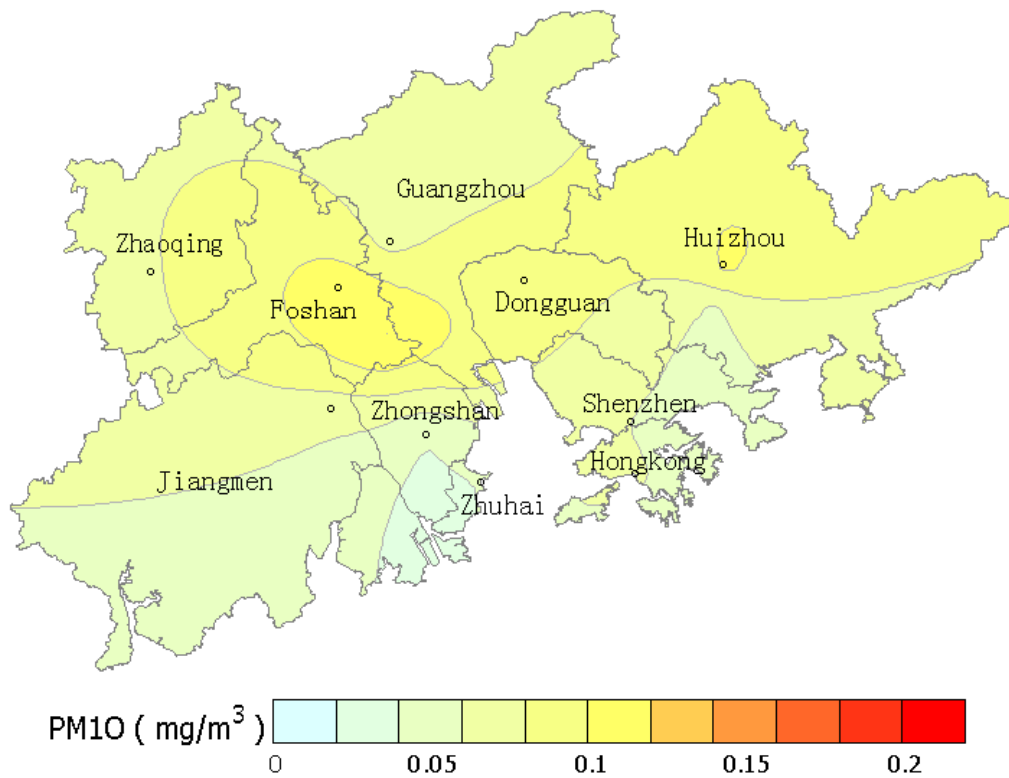 Guangzhou
Zhaoqing
Huizhou
Foshan
Dongguan
Zhongshan
Shenzhen
Jiangmen
Hongkong
Zhuhai
PM10 ( mg/m³ )
0 0.05 0.1 0.15 0.2